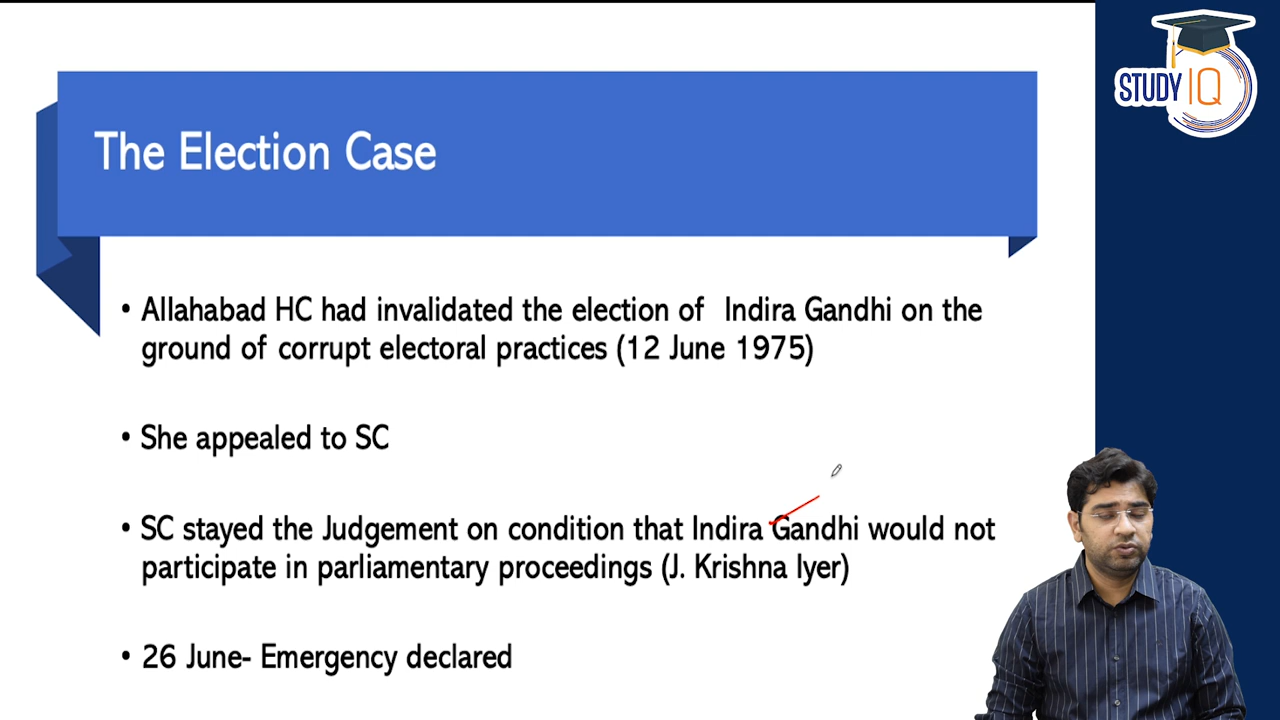 STUDY IQ
The Election Case
• Allahabad HC had invalidated the election of Indira Gandhi on the
ground of corrupt electoral practices (12 June 1975)
• She appealed to SC
• SC stayed the Judgement on condition that Indira Gandhi would not
participate in parliamentary proceedings (J. Krishna Iyer)
• 26 June- Emergency declared